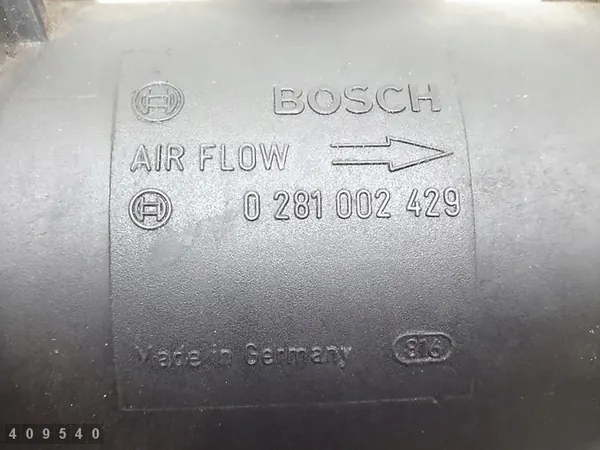 BOSCH
AIR FLOW
0 281 002 429
Made in Germany 816
409540